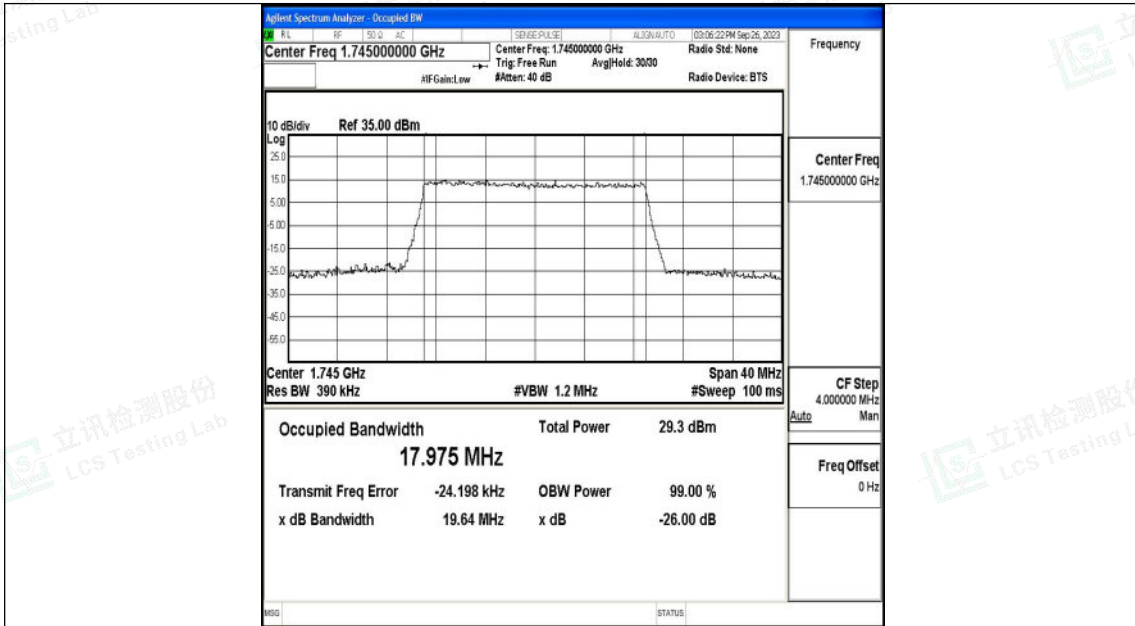 Agilent Spectrum Analyzer - Occupied BW
RL RF 50 Ω AC SENSE:PULSE ALIGNAUTO 03:06:22 PM Sep 26, 2023
Center Freq 1.745000000 GHz
Center Freq: 1.745000000 GHz
Radio Std: None
Trig: Free Run Avg|Hold: 30/30
#IFGain:Low
#Atten: 40 dB
Radio Device: BTS
10 dB/div Ref 35.00 dBm
Log
25.0
15.0
5.00
-5.00
-15.0
-25.0
-35.0
-45.0
-55.0
Center 1.745 GHz Span 40 MHz
Res BW 390 kHz #VBW 1.2 MHz #Sweep 100 ms
Occupied Bandwidth Total Power 29.3 dBm
17.975 MHz
Transmit Freq Error -24.198 kHz OBW Power 99.00 %
x dB Bandwidth 19.64 MHz x dB -26.00 dB
MSG STATUS
Frequency
Center Freq
1.745000000 GHz
CF Step
4.000000 MHz
Auto Man
Freq Offset
0 Hz
立讯检测股份
LCS Testing Lab
立讯检测股份
LCS Testing L
sting Lab